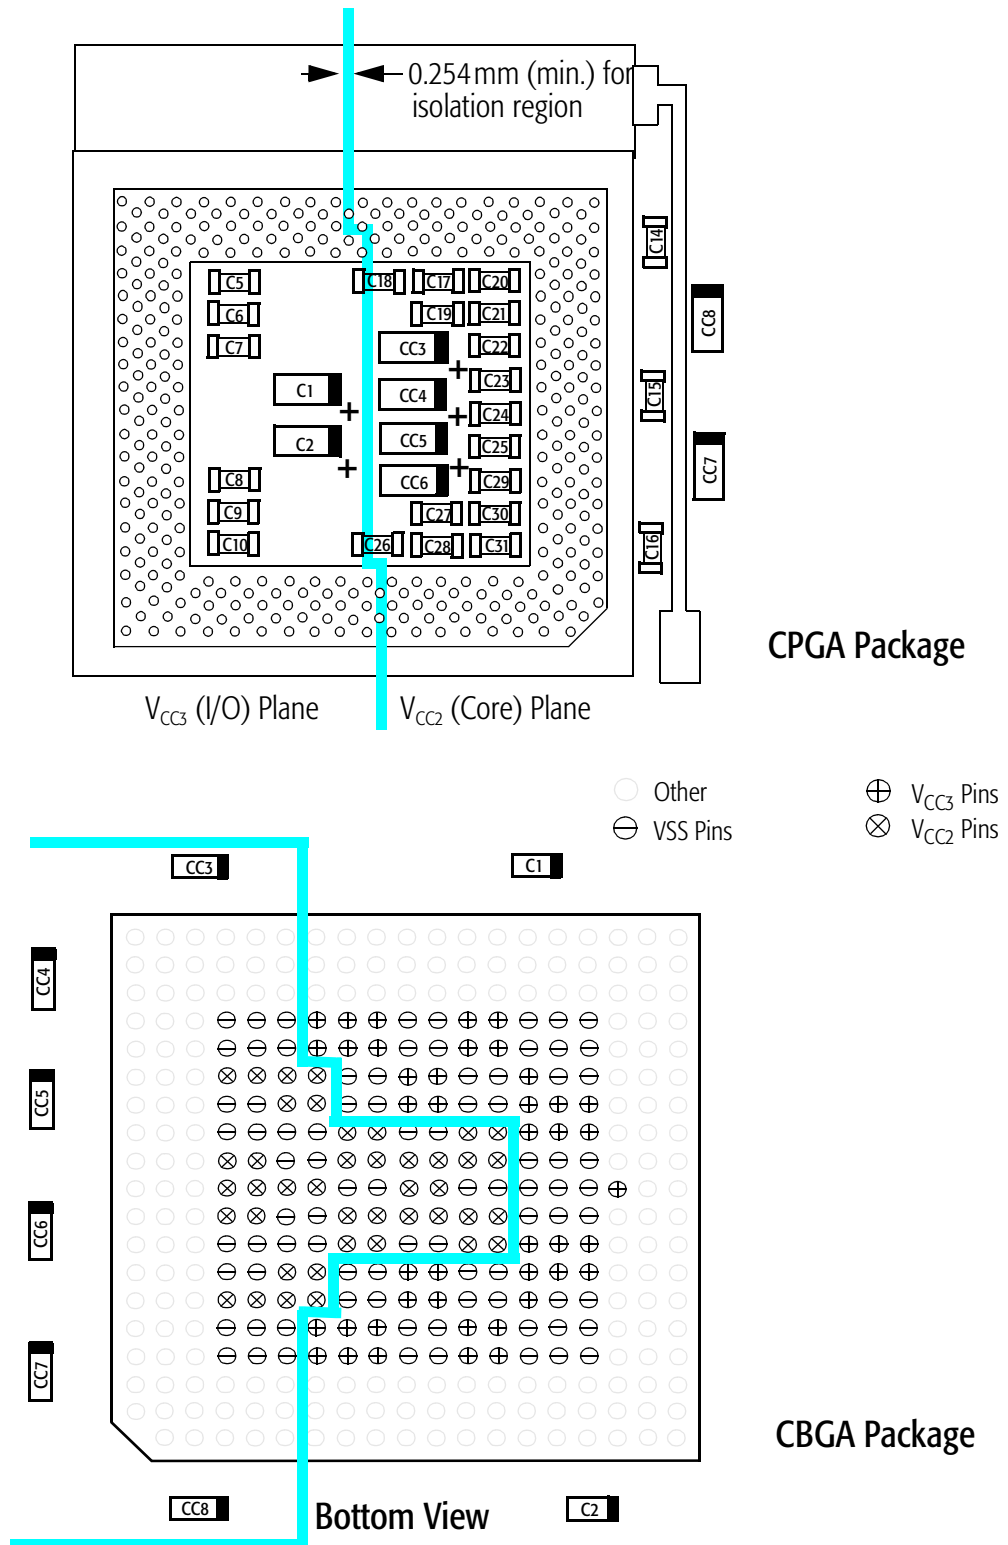 0.254 mm (min.) for
isolation region
C14
C5
C18
C17
C20
C6
C19
C21
CC8
C7
CC3
C22
C1
CC4
C23
C15
C24
C2
CC5
C25
CC7
C8
CC6
C29
C9
C27
C30
C10
C26
C28
C31
C16
CPGA Package
VCC3 (I/O) Plane
VCC2 (Core) Plane
Other
VCC3 Pins
VSS Pins
VCC2 Pins
CC3
C1
CC4
CC5
CC6
CC7
CBGA Package
CC8
Bottom View
C2